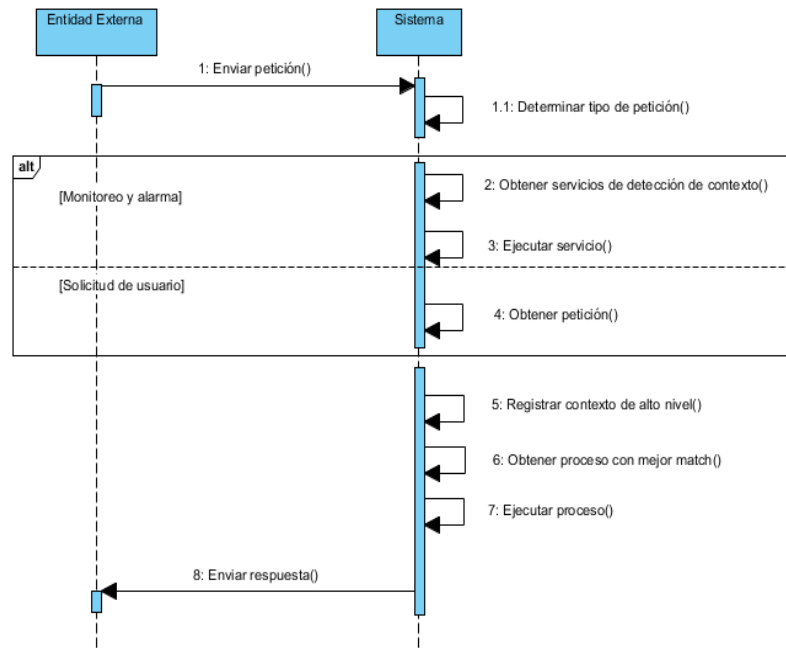 Entidad Externa
Sistema
1: Enviar petición()
1.1: Determinar tipo de petición()
alt
[Monitoreo y alarma]
2: Obtener servicios de detección de contexto()
3: Ejecutar servicio()
[Solicitud de usuario]
4: Obtener petición()
5: Registrar contexto de alto nivel()
6: Obtener proceso con mejor match()
7: Ejecutar proceso()
8: Enviar respuesta()